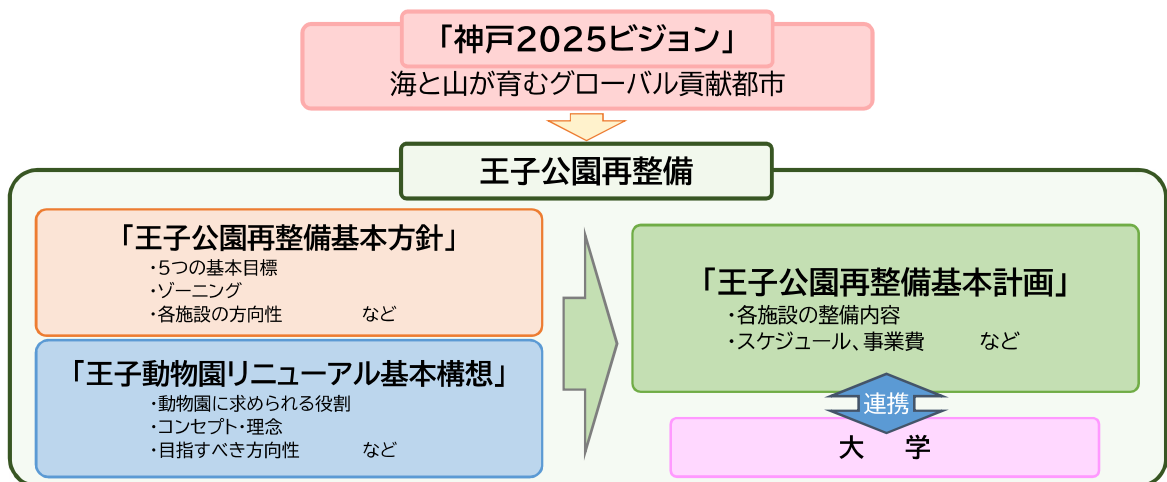 「神戸2025ビジョン」
海と山が育むグローバル貢献都市
王子公園再整備
「王子公園再整備基本方針」
・5つの基本目標
・ゾーニング
・各施設の方向性　　　　など
「王子動物園リニューアル基本構想」
・動物園に求められる役割
・コンセプト・理念
・目指すべき方向性　　　など
「王子公園再整備基本計画」
・各施設の整備内容
・スケジュール、事業費　　　など
連携
大　学